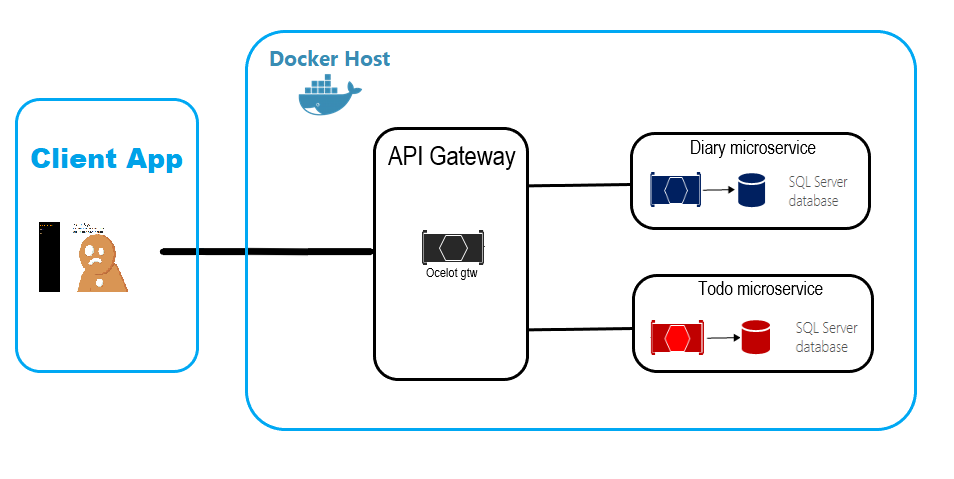 Docker Host
Client App
API Gateway
Ocelot gtw
Diary microservice
SQL Server
database
Todo microservice
SQL Server
database